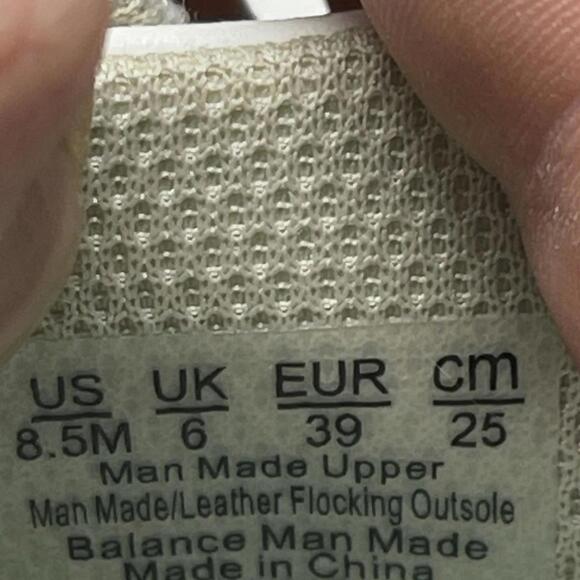 US UK EUR cm
8.5M 6 39 25
Man Made Upper
Man Made/Leather Flocking Outsole
Balance Man Made
Made in China